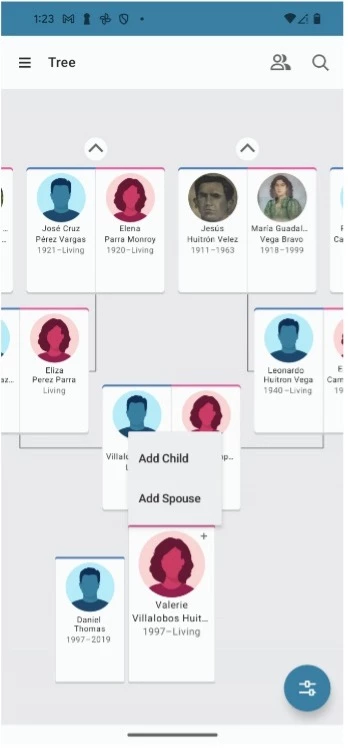 1:23
Tree
José Cruz
Pérez Vargas
1921–Living
Elena
Parra Monroy
1920–Living
Jesús
Huitrón Velez
1911–1963
María Guadal...
Vega Bravo
1918–1999
Eliza
Perez Parra
Living
Leonardo
Huitron Vega
1940–Living
Add Child
Add Spouse
Daniel
Thomas
1997–2019
Valerie
Villalobos Huit...
1997–Living